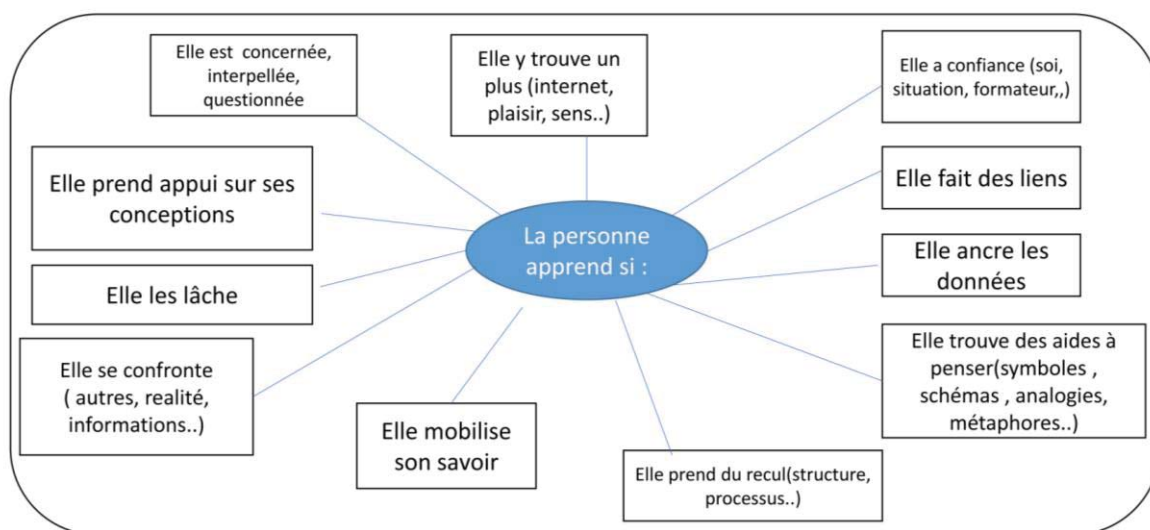 Elle est concernée,
interpellée,
questionnée
Elle y trouve un
plus (internet,
plaisir, sens..)
Elle a confiance (soi,
situation, formateur,,)
Elle prend appui sur ses
conceptions
Elle fait des liens
La personne
apprend si :
Elle les lâche
Elle ancre les
données
Elle se confronte
( autres, realité,
informations..)
Elle trouve des aides à
penser(symboles ,
schémas , analogies,
métaphores..)
Elle mobilise
son savoir
Elle prend du recul(structure,
processus..)